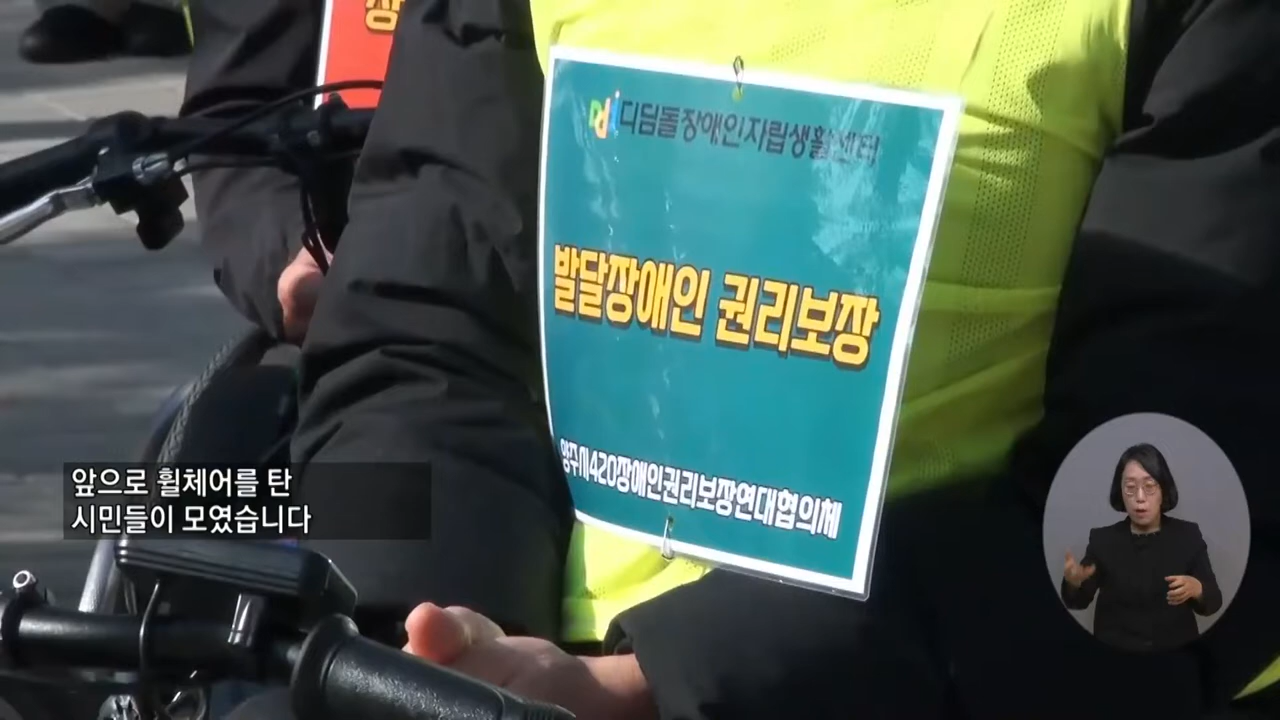 장
디딤돌장애인자립생활센터
발달장애인 권리보장
양주시420장애인권리보장연대협의체
앞으로 휠체어를 탄
시민들이 모였습니다